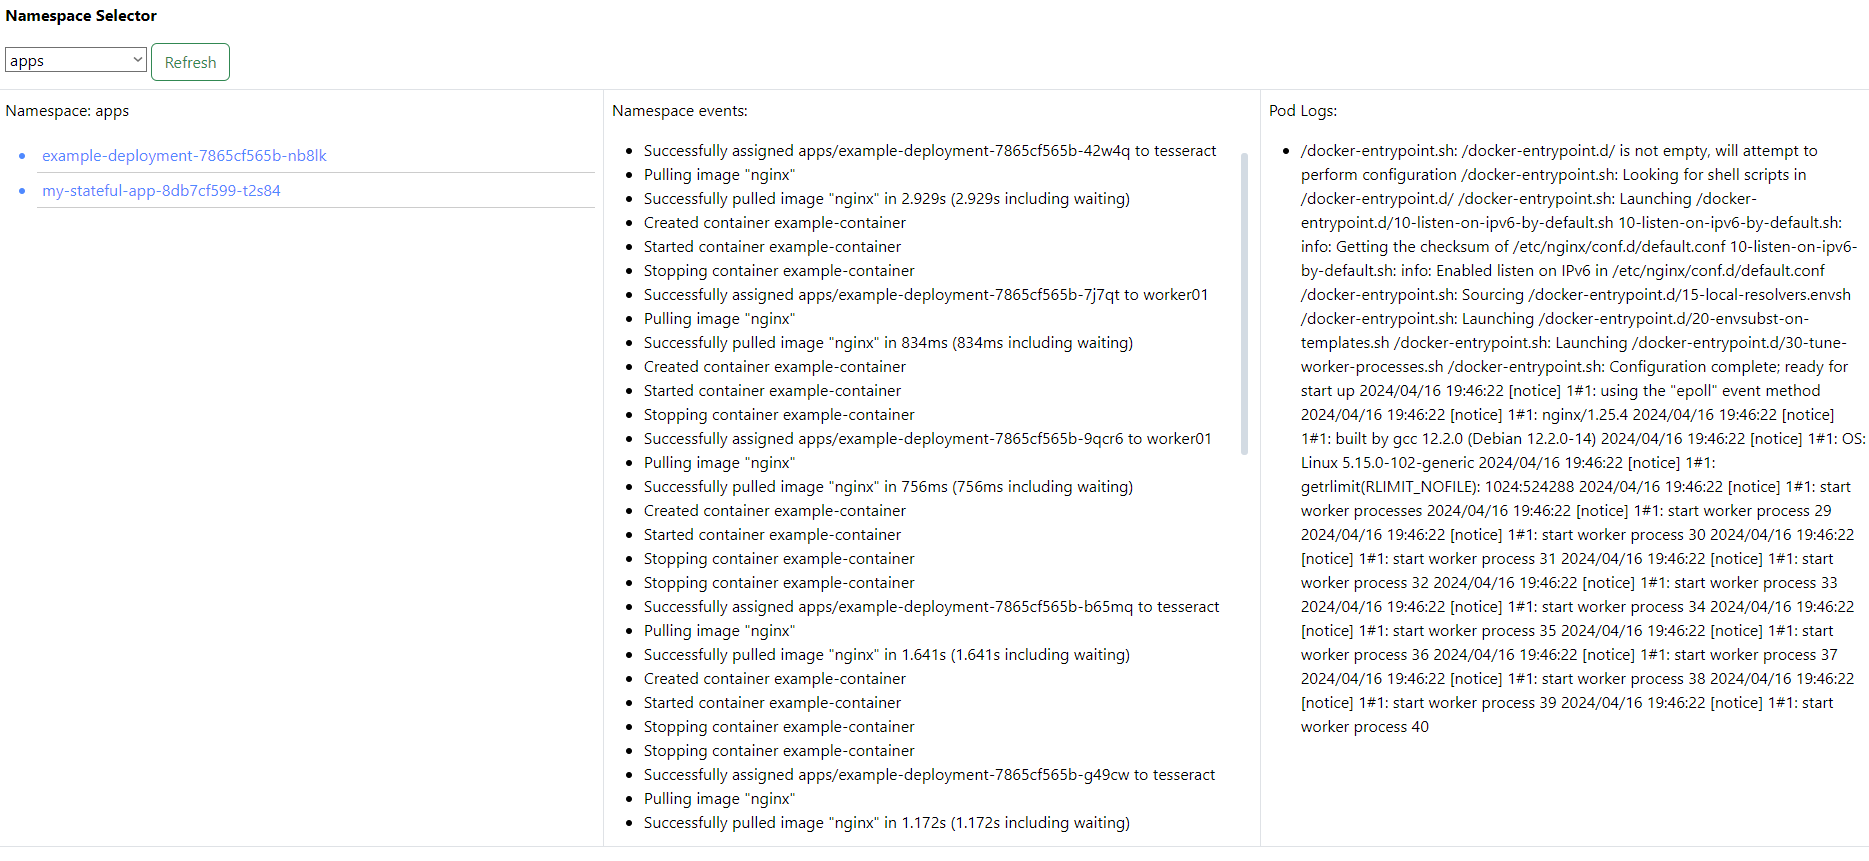 Namespace Selector
apps
Refresh
Namespace: apps
example-deployment-7865cf565b-nb8lk
my-stateful-app-8db7cf599-t2s84
Namespace events:
Successfully assigned apps/example-deployment-7865cf565b-42w4q to tesseract
Pulling image "nginx"
Successfully pulled image "nginx" in 2.929s (2.929s including waiting)
Created container example-container
Started container example-container
Stopping container example-container
Successfully assigned apps/example-deployment-7865cf565b-7j7qt to worker01
Pulling image "nginx"
Successfully pulled image "nginx" in 834ms (834ms including waiting)
Created container example-container
Started container example-container
Stopping container example-container
Successfully assigned apps/example-deployment-7865cf565b-9qcr6 to worker01
Pulling image "nginx"
Successfully pulled image "nginx" in 756ms (756ms including waiting)
Created container example-container
Started container example-container
Stopping container example-container
Stopping container example-container
Successfully assigned apps/example-deployment-7865cf565b-b65mq to tesseract
Pulling image "nginx"
Successfully pulled image "nginx" in 1.641s (1.641s including waiting)
Created container example-container
Started container example-container
Stopping container example-container
Stopping container example-container
Successfully assigned apps/example-deployment-7865cf565b-g49cw to tesseract
Pulling image "nginx"
Successfully pulled image "nginx" in 1.172s (1.172s including waiting)
Pod Logs:
/docker-entrypoint.sh: /docker-entrypoint.d/ is not empty, will attempt to
perform configuration /docker-entrypoint.sh: Looking for shell scripts in
/docker-entrypoint.d/ /docker-entrypoint.sh: Launching /docker-
entrypoint.d/10-listen-on-ipv6-by-default.sh 10-listen-on-ipv6-by-default.sh:
info: Getting the checksum of /etc/nginx/conf.d/default.conf 10-listen-on-ipv6-
by-default.sh: info: Enabled listen on IPv6 in /etc/nginx/conf.d/default.conf
/docker-entrypoint.sh: Sourcing /docker-entrypoint.d/15-local-resolvers.envsh
/docker-entrypoint.sh: Launching /docker-entrypoint.d/20-envsubst-on-
templates.sh /docker-entrypoint.sh: Launching /docker-entrypoint.d/30-tune-
worker-processes.sh /docker-entrypoint.sh: Configuration complete; ready for
start up 2024/04/16 19:46:22 [notice] 1#1: using the "epoll" event method
2024/04/16 19:46:22 [notice] 1#1: nginx/1.25.4 2024/04/16 19:46:22 [notice]
1#1: built by gcc 12.2.0 (Debian 12.2.0-14) 2024/04/16 19:46:22 [notice] 1#1: OS:
Linux 5.15.0-102-generic 2024/04/16 19:46:22 [notice] 1#1:
getrlimit(RLIMIT_NOFILE): 1024:524288 2024/04/16 19:46:22 [notice] 1#1: start
worker processes 2024/04/16 19:46:22 [notice] 1#1: start worker process 29
2024/04/16 19:46:22 [notice] 1#1: start worker process 30 2024/04/16 19:46:22
[notice] 1#1: start worker process 31 2024/04/16 19:46:22 [notice] 1#1: start
worker process 32 2024/04/16 19:46:22 [notice] 1#1: start worker process 33
2024/04/16 19:46:22 [notice] 1#1: start worker process 34 2024/04/16 19:46:22
[notice] 1#1: start worker process 35 2024/04/16 19:46:22 [notice] 1#1: start
worker process 36 2024/04/16 19:46:22 [notice] 1#1: start worker process 37
2024/04/16 19:46:22 [notice] 1#1: start worker process 38 2024/04/16 19:46:22
[notice] 1#1: start worker process 39 2024/04/16 19:46:22 [notice] 1#1: start
worker process 40